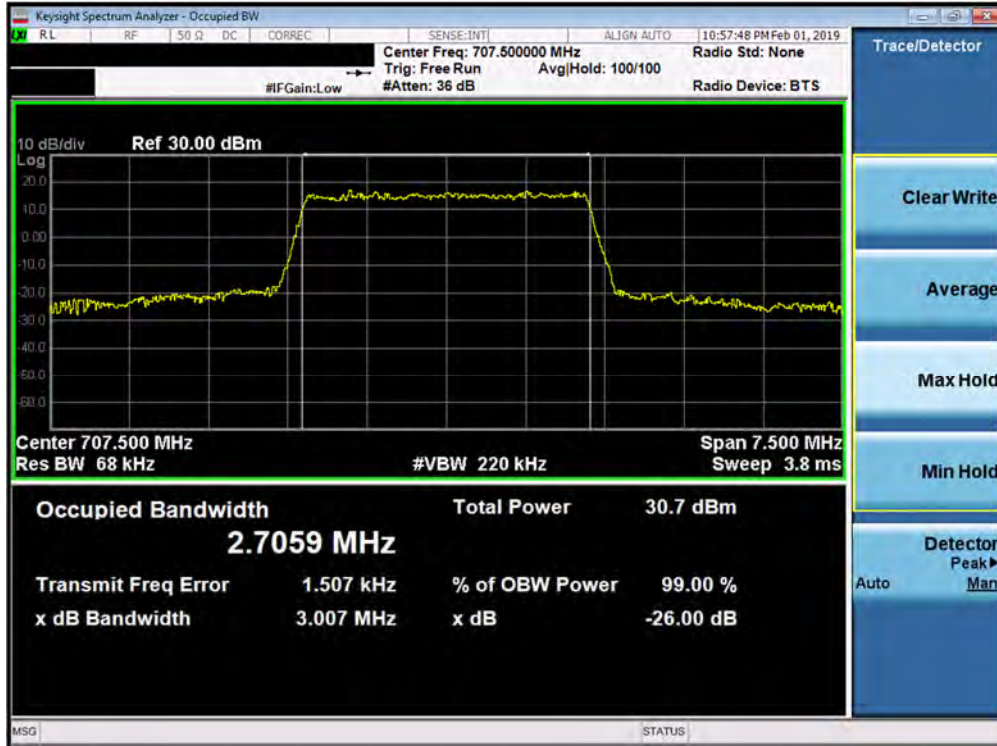 Keysight Spectrum Analyzer - Occupied BW
LXI RL RF 50 Ω DC CORREC SENSE:INT ALIGN AUTO 10:57:48 PM Feb 01, 2019
Center Freq: 707.500000 MHz Radio Std: None
Trig: Free Run Avg|Hold: 100/100
#IFGain:Low #Atten: 36 dB Radio Device: BTS
10 dB/div Ref 30.00 dBm
Log
20.0
10.0
0.00
-10.0
-20.0
-30.0
-40.0
-50.0
-60.0
Center 707.500 MHz Span 7.500 MHz
Res BW 68 kHz #VBW 220 kHz Sweep 3.8 ms
Occupied Bandwidth Total Power 30.7 dBm
2.7059 MHz
Transmit Freq Error 1.507 kHz % of OBW Power 99.00 %
x dB Bandwidth 3.007 MHz x dB -26.00 dB
MSG STATUS
Trace/Detector
Clear Write
Average
Max Hold
Min Hold
Detector
Peak▶
Auto Man